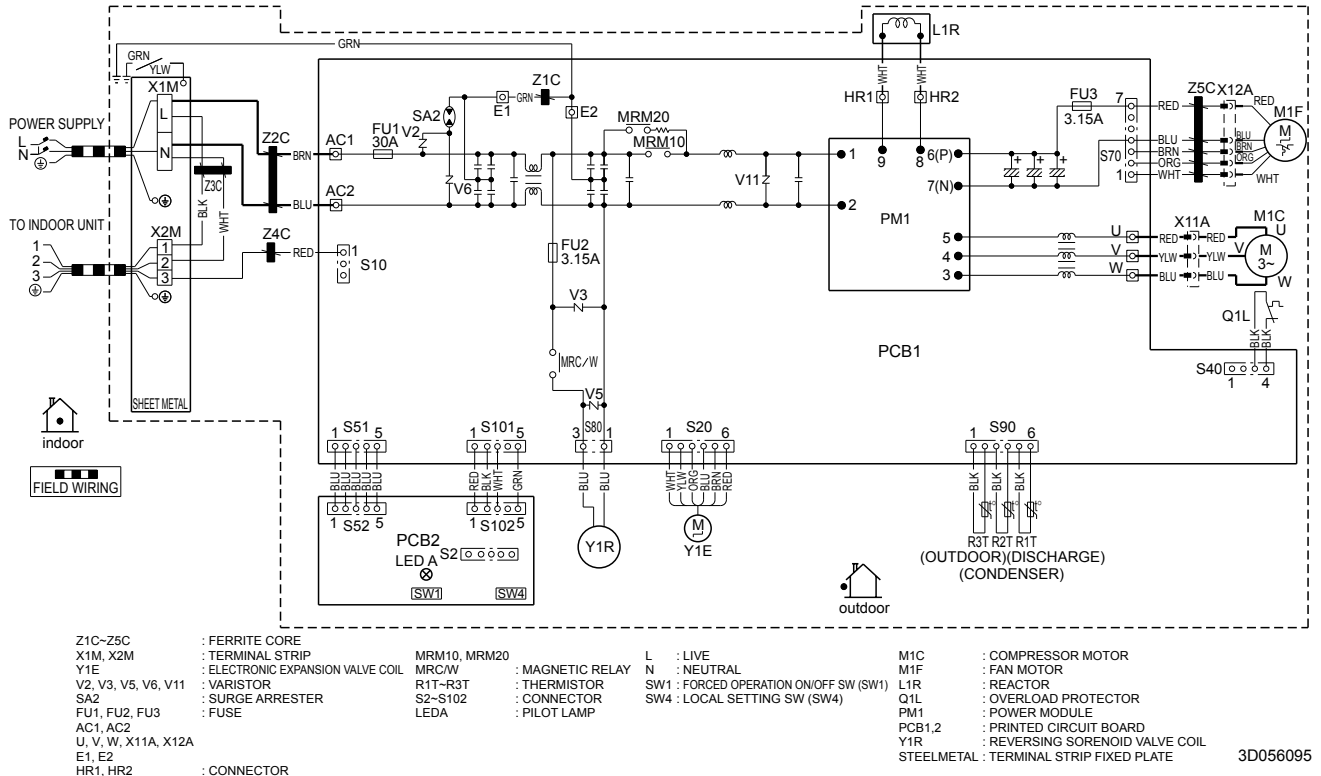 GRN
GRN
YLW
X1M
L
N
POWER SUPPLY
L
N
TO INDOOR UNIT
1
2
3
X2M
1
2
3
SHEET METAL
BLK
WHT
Z3C
Z2C
Z4C
BRN
BLU
RED
AC1
AC2
1
S10
FU1
30A
V2
SA2
V6
E1
GRN
Z1C
E2
MRM20
MRM10
V11
FU2
3.15A
V3
MRC/W
V5
L1R
WHT
WHT
HR1
HR2
1
2
9
8
6(P)
7(N)
PM1
5
4
3
FU3
3.15A
7
S70
1
RED
BLU
BRN
ORG
WHT
Z5C
X12A
RED
BLU
BRN
ORG
WHT
M1F
M
U
V
W
RED
YLW
BLU
X11A
RED
YLW
BLU
M1C
U
V
W
M
3~
Q1L
BLK
BLK
S40
1
4
PCB1
indoor
FIELD WIRING
1 S51 5
BLU
BLU
BLU
BLU
BLU
1 S52 5
1 S101 5
RED
BLK
WHT
GRN
1 S102 5
PCB2
LED A
S2
SW1
SW4
3 S80 1
BLU
BLU
Y1R
1 S20 6
WHT
YLW
ORG
BLU
BRN
RED
M
Y1E
1 S90 6
BLK
BLK
BLK
t°
t°
t°
R3T R2T R1T
(OUTDOOR)(DISCHARGE)
(CONDENSER)
outdoor
Z1C~Z5C : FERRITE CORE
X1M, X2M : TERMINAL STRIP
Y1E : ELECTRONIC EXPANSION VALVE COIL
V2, V3, V5, V6, V11 : VARISTOR
SA2 : SURGE ARRESTER
FU1, FU2, FU3 : FUSE
AC1, AC2
U, V, W, X11A, X12A
E1, E2
HR1, HR2 : CONNECTOR
MRM10, MRM20
MRC/W : MAGNETIC RELAY
R1T~R3T : THERMISTOR
S2~S102 : CONNECTOR
LEDA : PILOT LAMP
L : LIVE
N : NEUTRAL
SW1 : FORCED OPERATION ON/OFF SW (SW1)
SW4 : LOCAL SETTING SW (SW4)
M1C : COMPRESSOR MOTOR
M1F : FAN MOTOR
L1R : REACTOR
Q1L : OVERLOAD PROTECTOR
PM1 : POWER MODULE
PCB1,2 : PRINTED CIRCUIT BOARD
Y1R : REVERSING SORENOID VALVE COIL
STEELMETAL : TERMINAL STRIP FIXED PLATE
3D056095